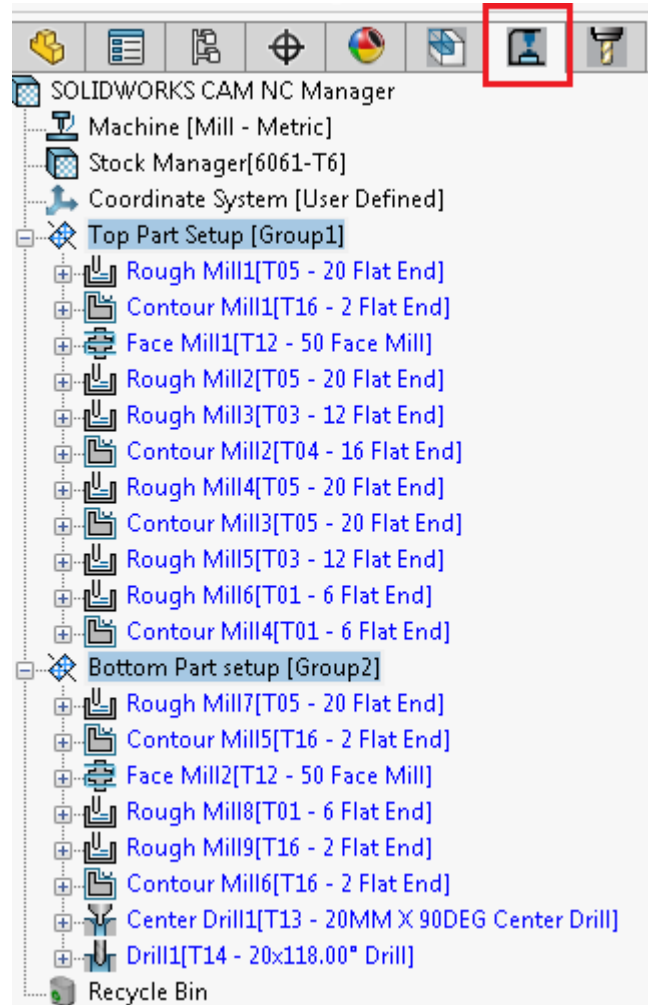 SOLIDWORKS CAM NC Manager
Machine [Mill - Metric]
Stock Manager[6061-T6]
Coordinate System [User Defined]
Top Part Setup [Group1]
Rough Mill1[T05 - 20 Flat End]
Contour Mill1[T16 - 2 Flat End]
Face Mill1[T12 - 50 Face Mill]
Rough Mill2[T05 - 20 Flat End]
Rough Mill3[T03 - 12 Flat End]
Contour Mill2[T04 - 16 Flat End]
Rough Mill4[T05 - 20 Flat End]
Contour Mill3[T05 - 20 Flat End]
Rough Mill5[T03 - 12 Flat End]
Rough Mill6[T01 - 6 Flat End]
Contour Mill4[T01 - 6 Flat End]
Bottom Part setup [Group2]
Rough Mill7[T05 - 20 Flat End]
Contour Mill5[T16 - 2 Flat End]
Face Mill2[T12 - 50 Face Mill]
Rough Mill8[T01 - 6 Flat End]
Rough Mill9[T16 - 2 Flat End]
Contour Mill6[T16 - 2 Flat End]
Center Drill1[T13 - 20MM X 90DEG Center Drill]
Drill1[T14 - 20x118.00° Drill]
Recycle Bin